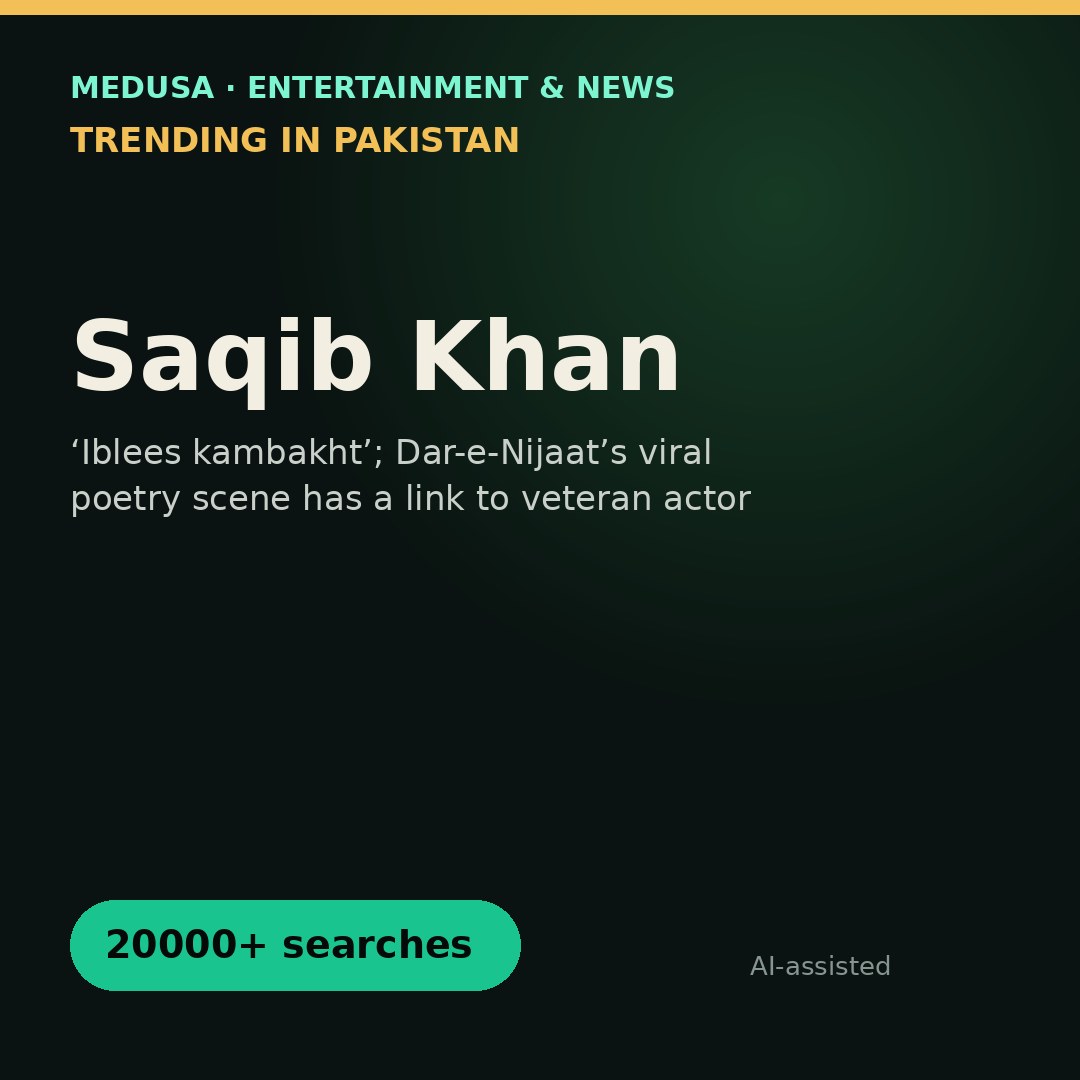 MEDUSA · ENTERTAINMENT & NEWS
TRENDING IN PAKISTAN
Saqib Khan
‘Iblees kambakht’; Dar-e-Nijaat’s viral
poetry scene has a link to veteran actor
20000+ searches
AI-assisted